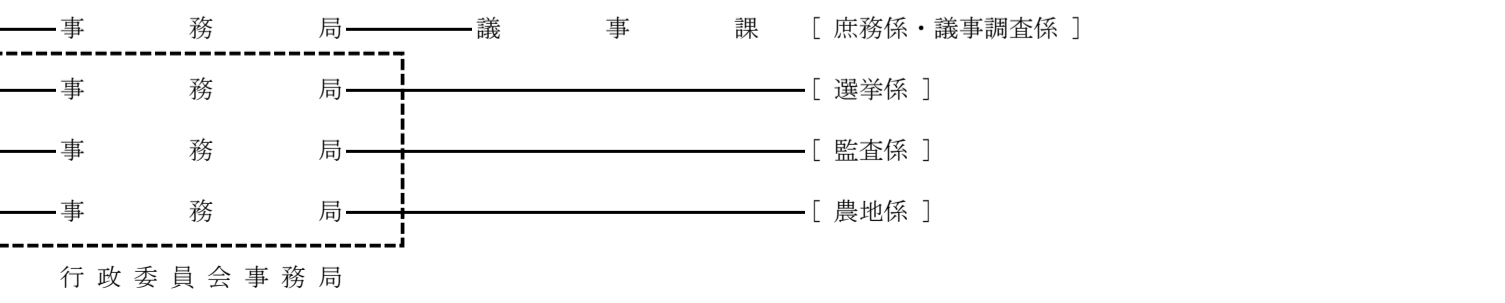 事務局 議事課 [ 庶務係・議事調査係 ]
事務局 [ 選挙係 ]
事務局 [ 監査係 ]
事務局 [ 農地係 ]
行政委員会事務局